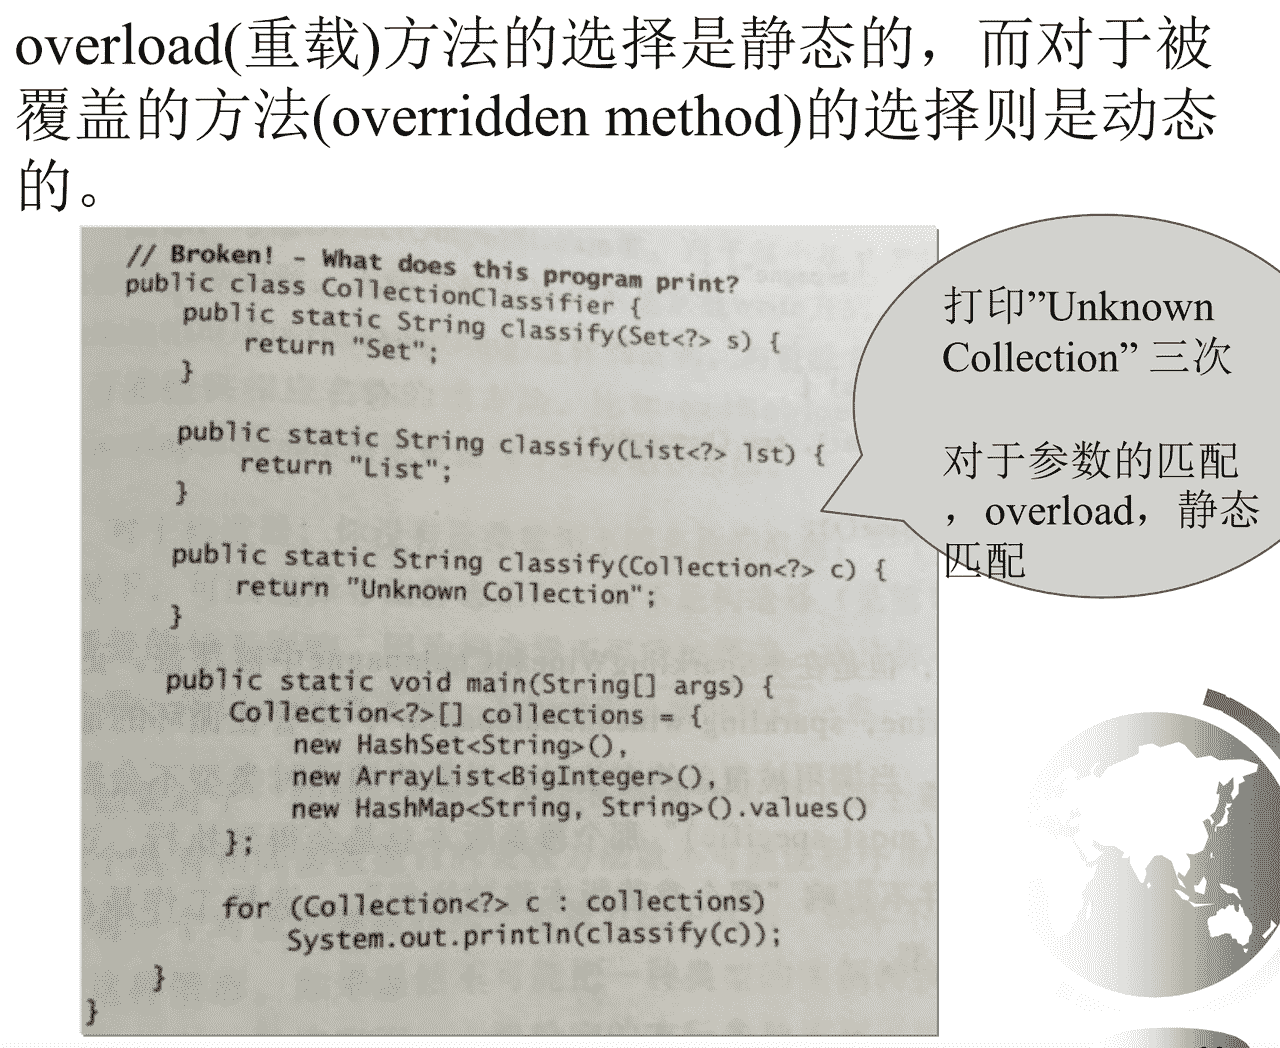 overload(重载)方法的选择是静态的，而对于被
覆盖的方法(overridden method)的选择则是动态
的。
// Broken! - What does this program print?
public class CollectionClassifier {
public static String classify(Set<?> s) {
return "Set";
}
public static String classify(List<?> lst) {
return "List";
}
public static String classify(Collection<?> c) {
return "Unknown Collection";
}
public static void main(String[] args) {
Collection<?>[] collections = {
new HashSet<String>(),
new ArrayList<BigInteger>(),
new HashMap<String, String>().values()
};
for (Collection<?> c : collections)
System.out.println(classify(c));
}
}
打印”Unknown
Collection” 三次
对于参数的匹配
，overload，静态
匹配